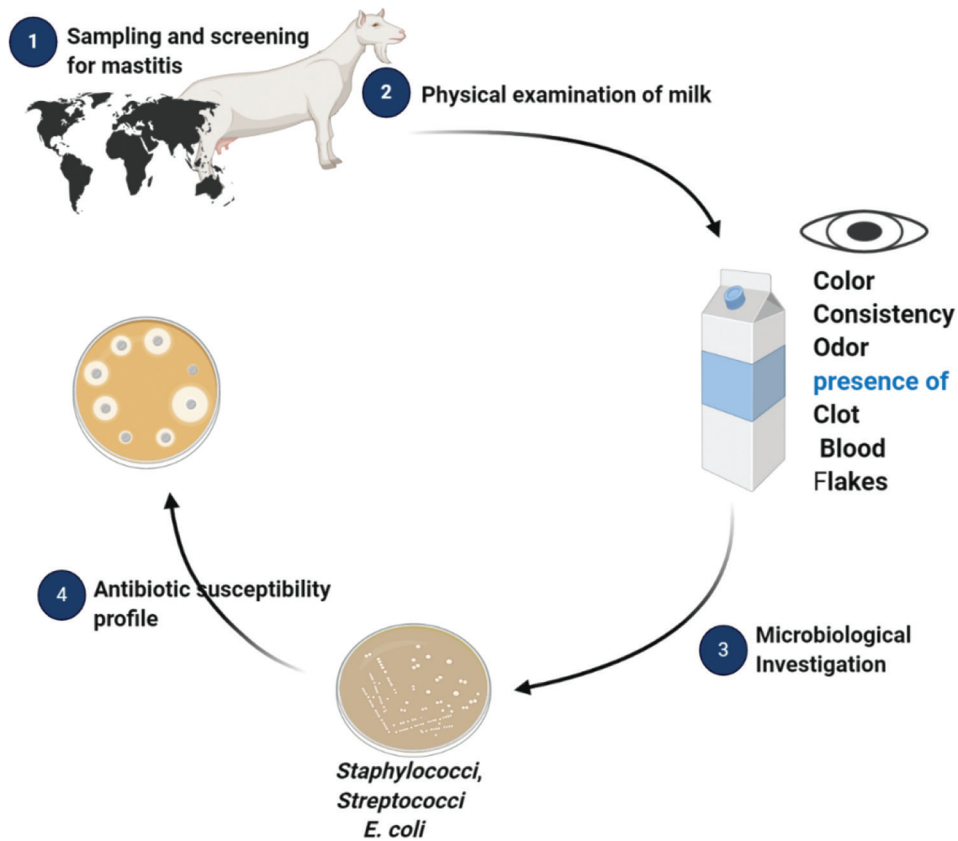 1
Sampling and screening
for mastitis
2
Physical examination of milk
Color
Consistency
Odor
presence of
Clot
Blood
Flakes
3
Microbiological
Investigation
Staphylococci,
Streptococci
E. coli
4
Antibiotic susceptibility
profile